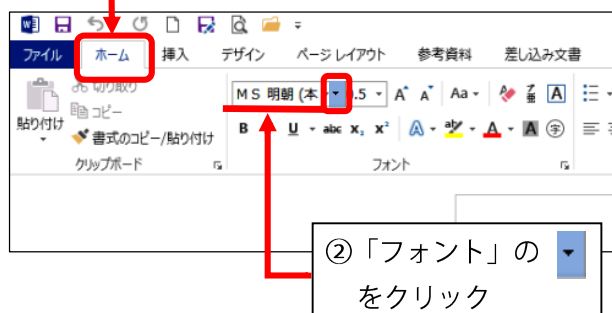 ファイル ホーム 挿入 デザイン ページ レイアウト 参考資料 差し込み文書
切り取り
ＭＳ 明朝 (本 .5 A A Aa A
コピー
貼り付け
書式のコピー/貼り付け
B U abc X₂ X² A aby A A 字
クリップボード フォント
②「フォント」の
をクリック